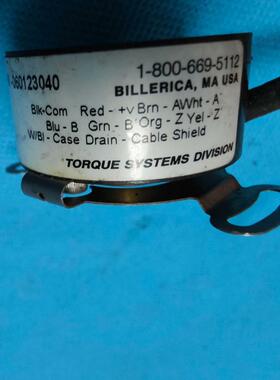 -360123040
1-800-669-5112
BILLERICA, MA USA
Blk-Com Red - +v Brn - A Wht - A'
Blu - B Grn - B' Org - Z Yel - Z'
W/Bl - Case Drain - Cable Shield
TORQUE SYSTEMS DIVISION